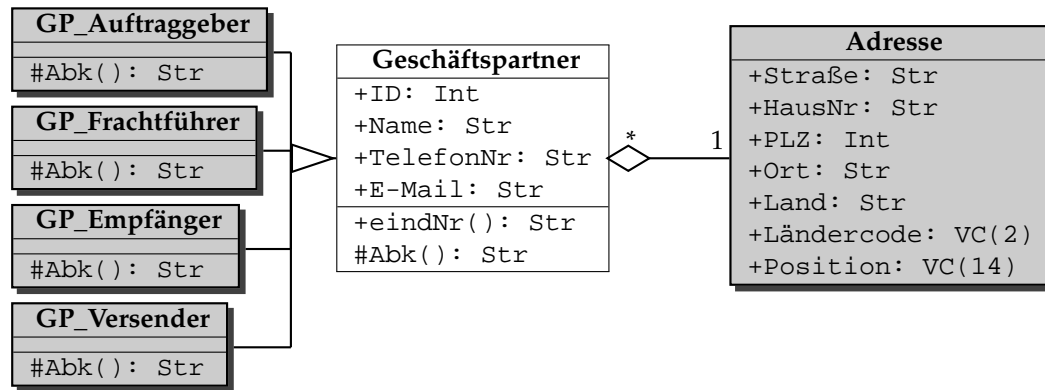 GP_Auftraggeber
#Abk(): Str
GP_Frachtführer
#Abk(): Str
GP_Empfänger
#Abk(): Str
GP_Versender
#Abk(): Str
Geschäftspartner
+ID: Int
+Name: Str
+TelefonNr: Str
+E-Mail: Str
+eindNr(): Str
#Abk(): Str
*
1
Adresse
+Straße: Str
+HausNr: Str
+PLZ: Int
+Ort: Str
+Land: Str
+Ländercode: VC(2)
+Position: VC(14)